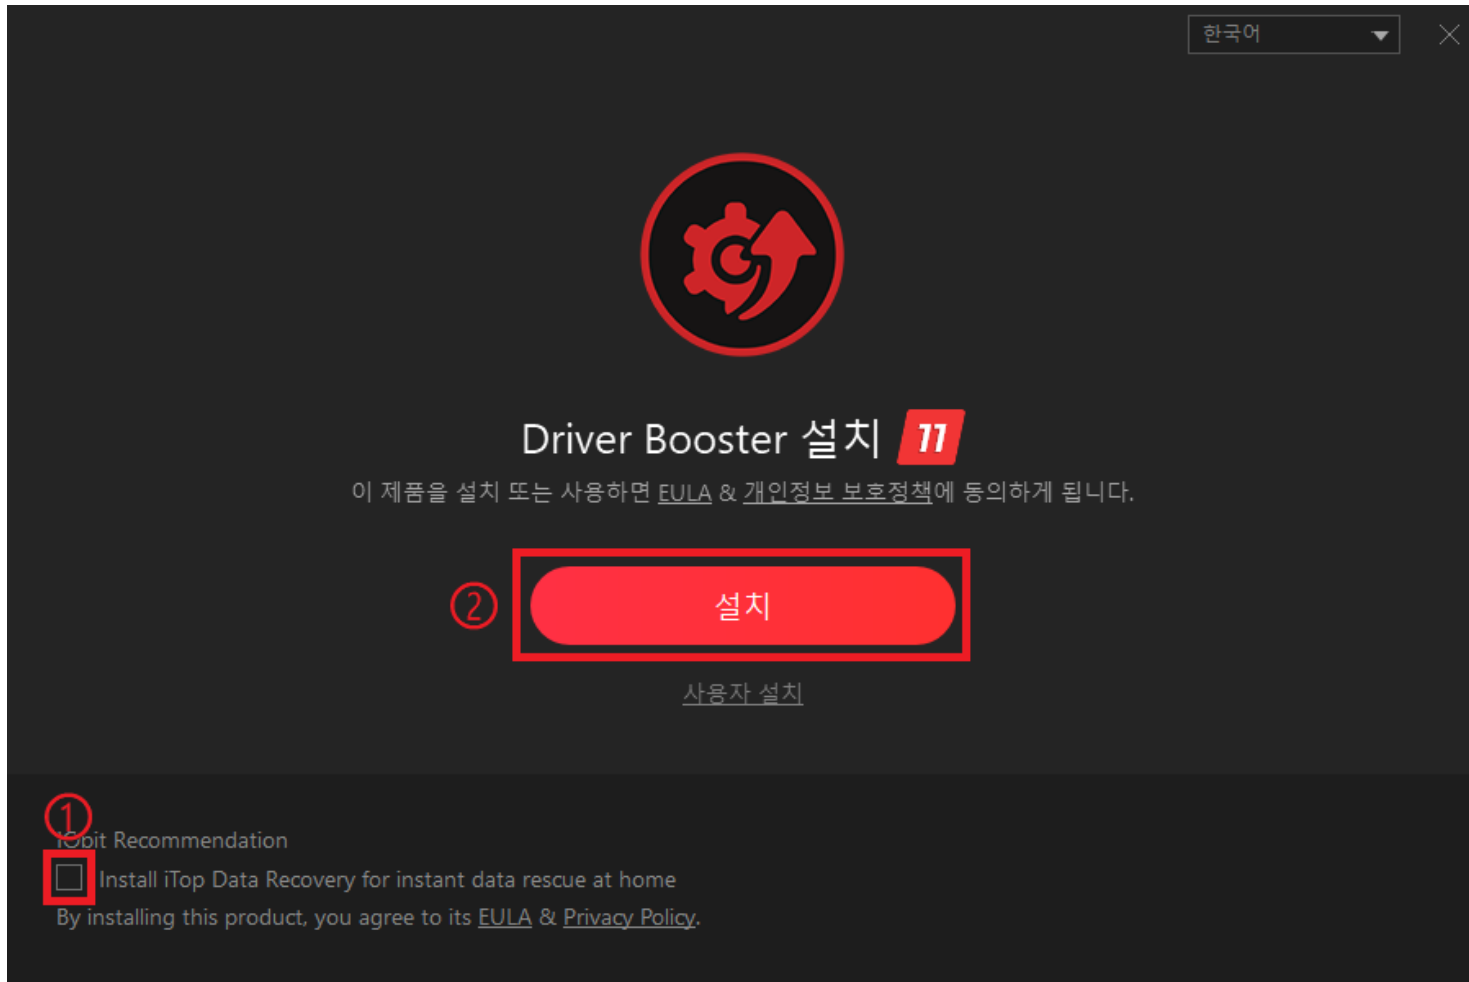 한국어
Driver Booster 설치 11
이 제품을 설치 또는 사용하면 EULA & 개인정보 보호정책에 동의하게 됩니다.
② 설치
사용자 설치
①
IObit Recommendation
Install iTop Data Recovery for instant data rescue at home
By installing this product, you agree to its EULA & Privacy Policy.